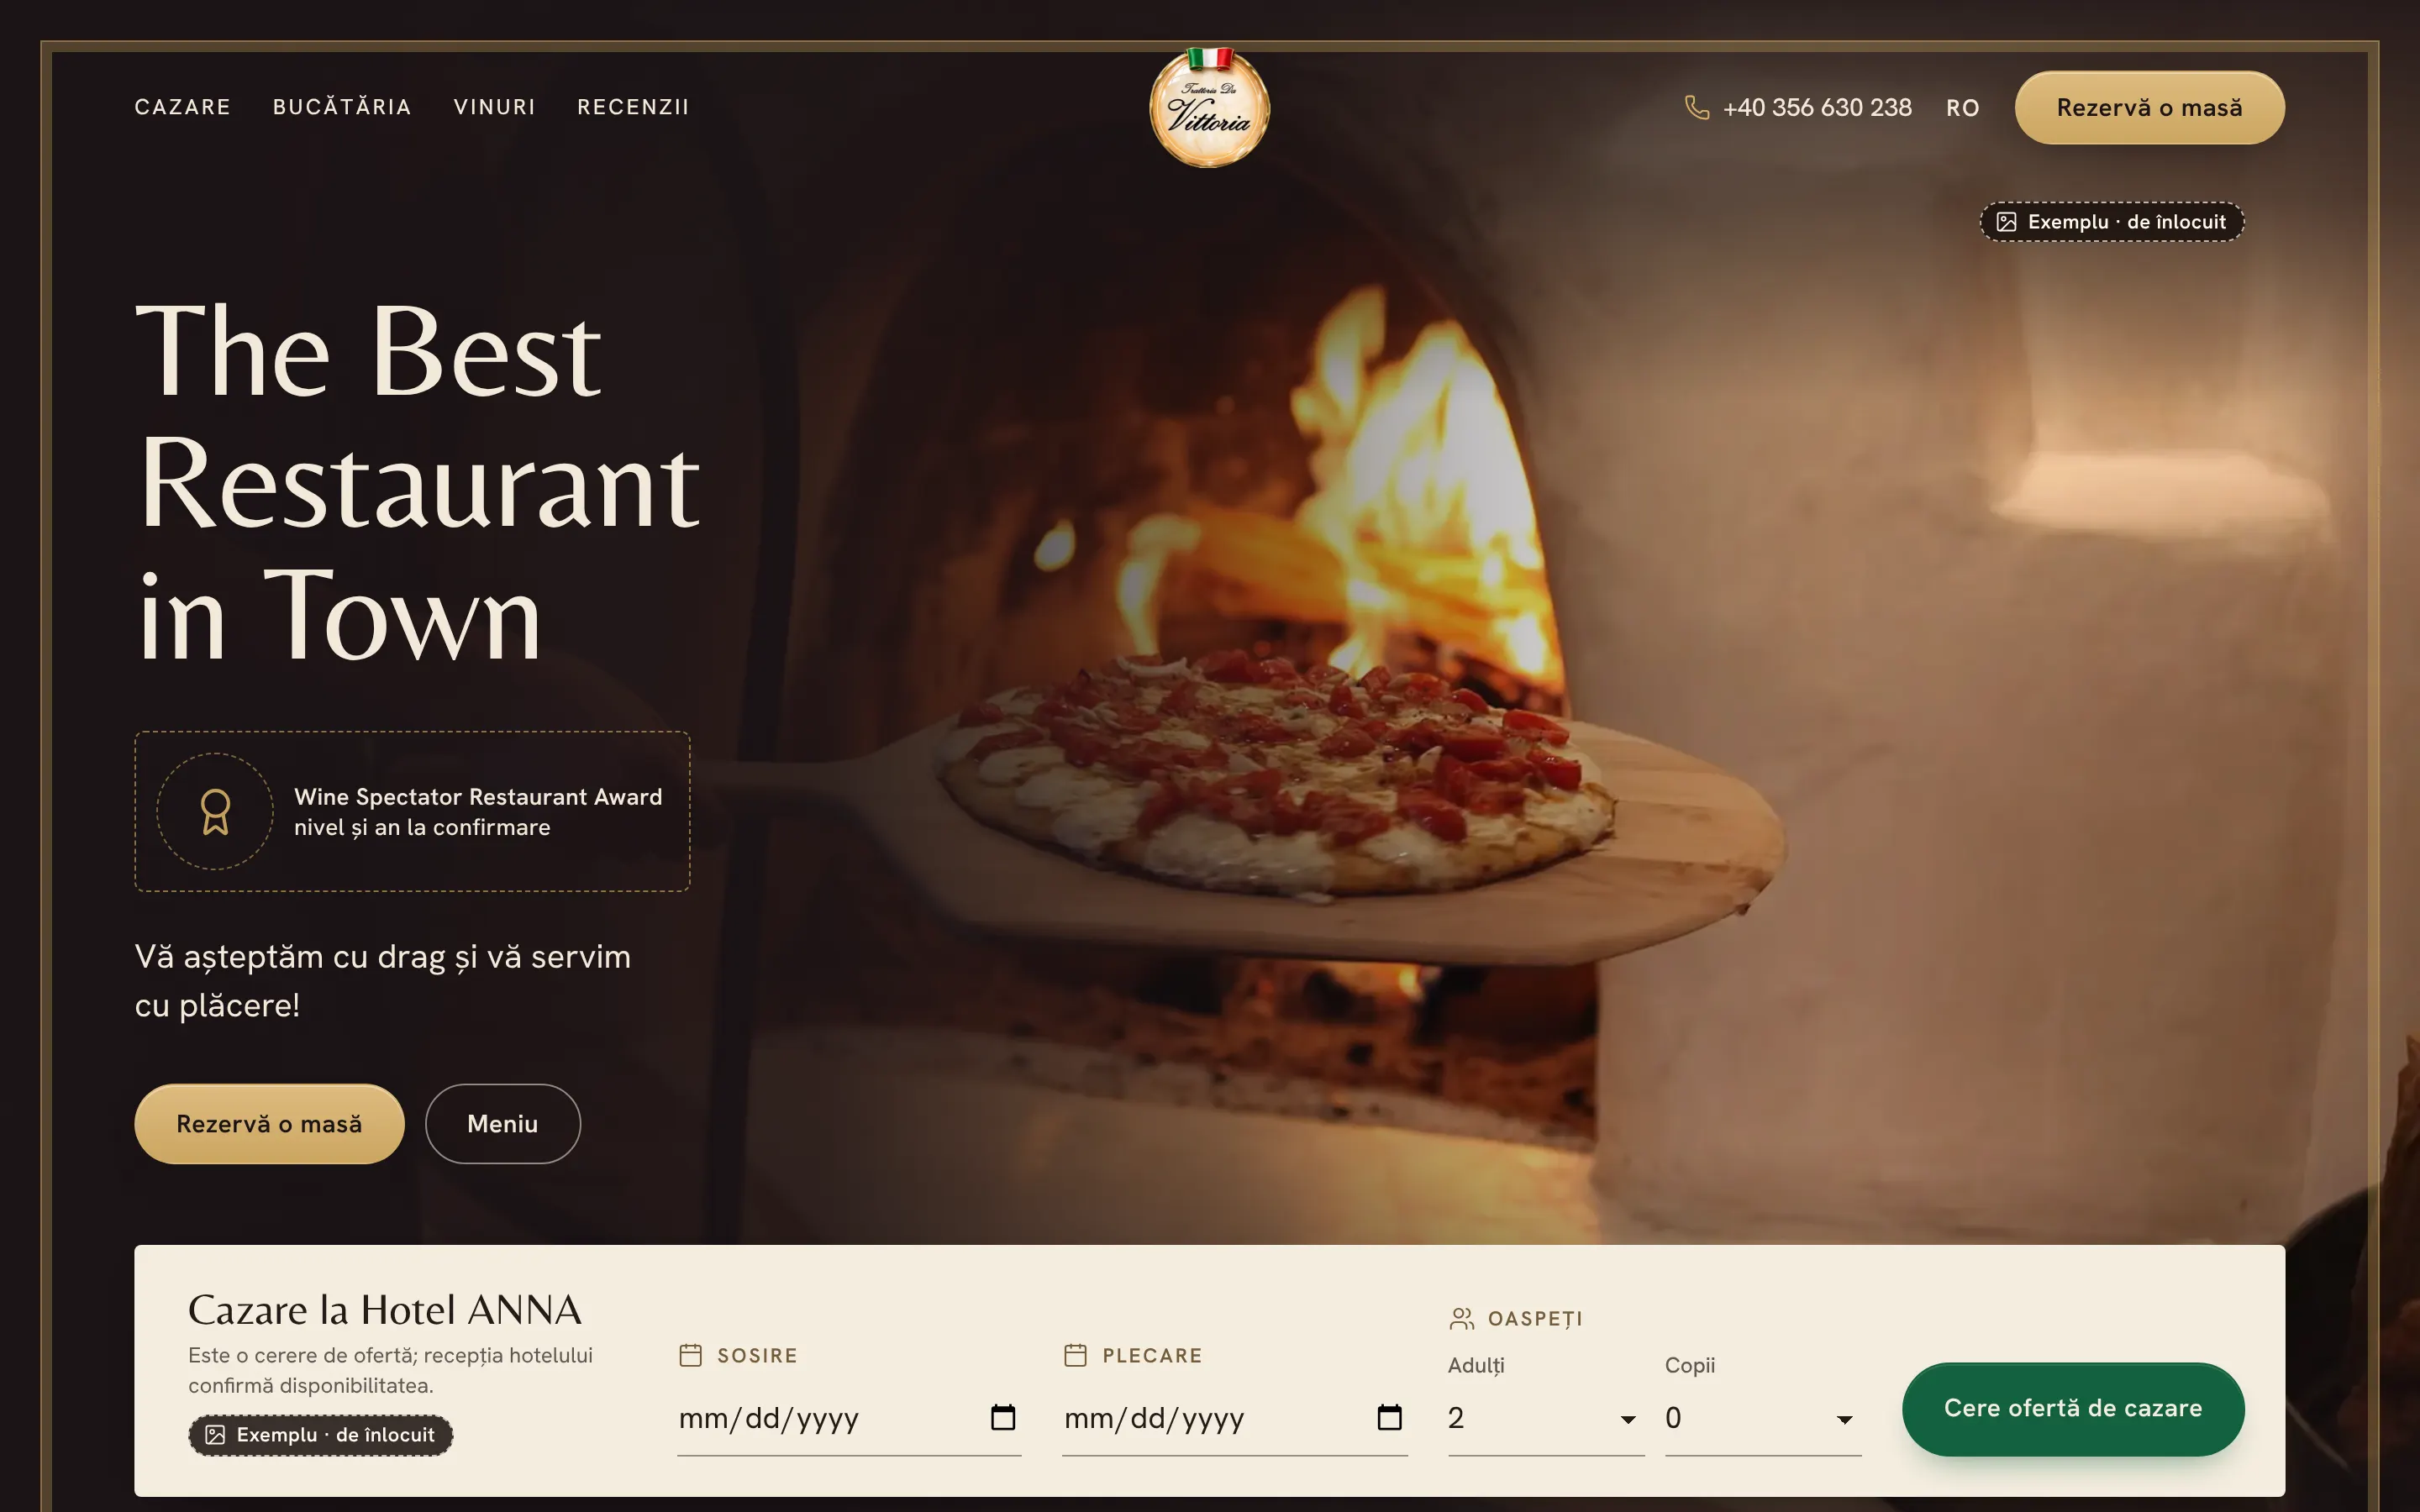 CAZARE BUCĂTĂRIA VINURI RECENZII
Trattoria Da
Vittoria
+40 356 630 238 RO Rezervă o masă
Exemplu · de înlocuit
The Best
Restaurant
in Town
Wine Spectator Restaurant Award
nivel și an la confirmare
Vă așteptăm cu drag și vă servim
cu plăcere!
Rezervă o masă Meniu
Cazare la Hotel ANNA
Este o cerere de ofertă; recepția hotelului
confirmă disponibilitatea.
Exemplu · de înlocuit
SOSIRE
mm/dd/yyyy
PLECARE
mm/dd/yyyy
OASPEȚI
Adulți Copii
2 0
Cere ofertă de cazare